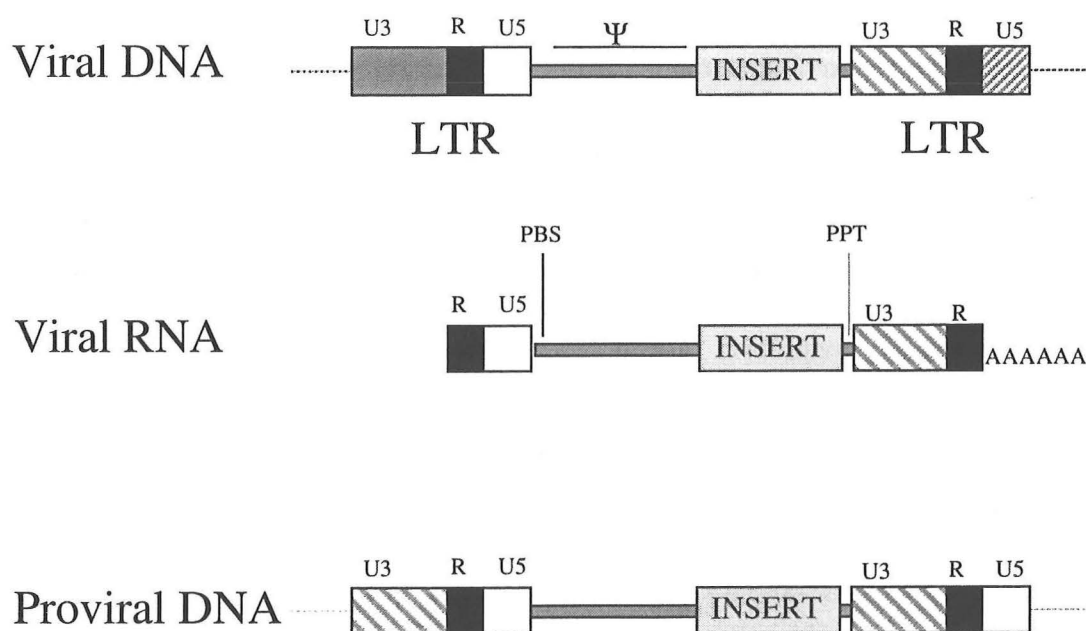 U3 R U5 Ψ U3 R U5
Viral DNA INSERT
LTR LTR
PBS PPT
R U5 U3 R
Viral RNA INSERT AAAAAA
U3 R U5 U3 R U5
Proviral DNA INSERT